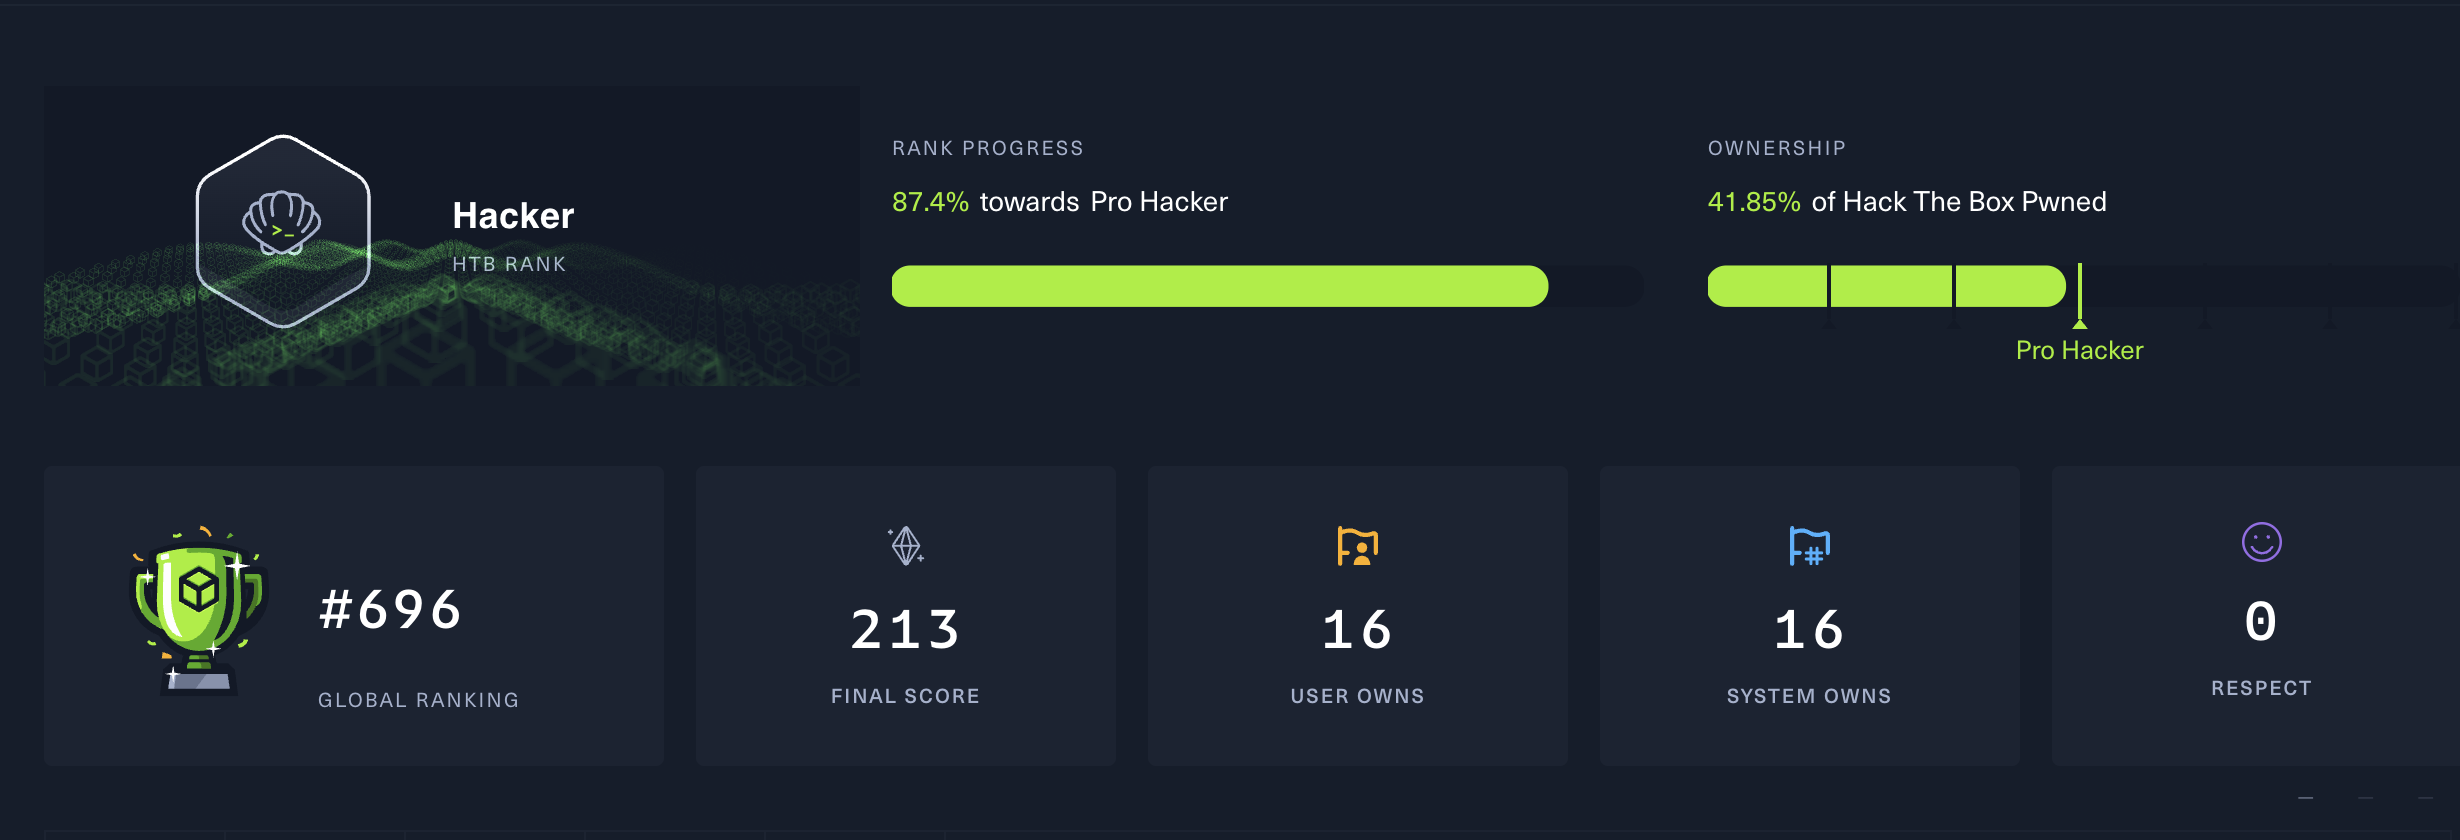 Hacker
HTB RANK
RANK PROGRESS
87.4% towards Pro Hacker
OWNERSHIP
41.85% of Hack The Box Pwned
Pro Hacker
#696
GLOBAL RANKING
213
FINAL SCORE
16
USER OWNS
16
SYSTEM OWNS
0
RESPECT